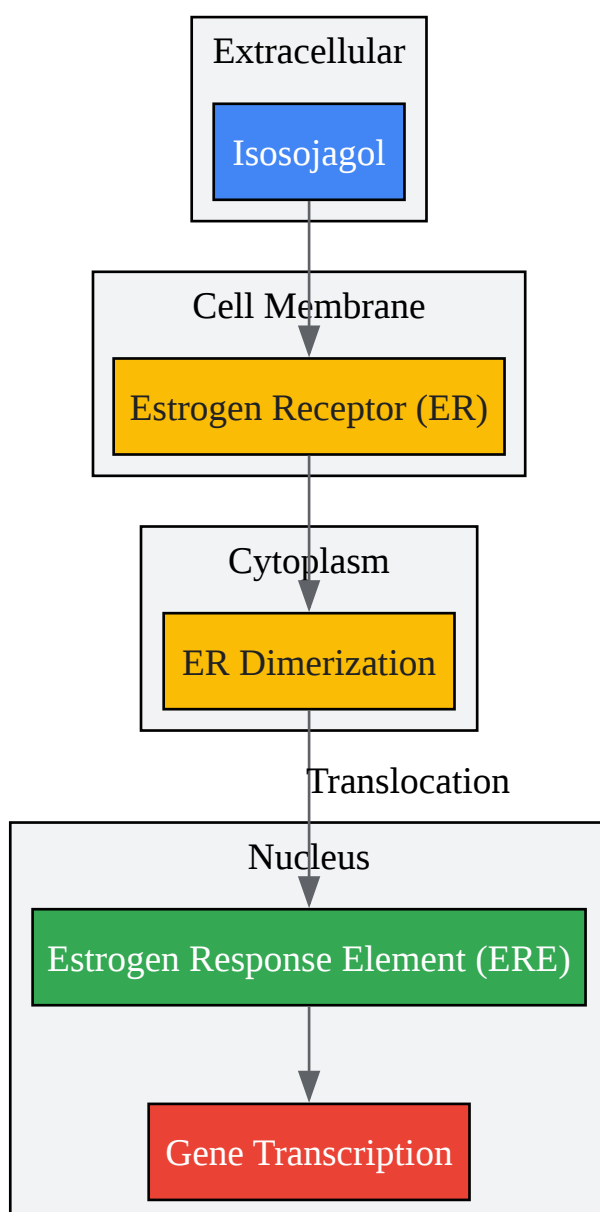 Extracellular
Isosojagol
Cell Membrane
Estrogen Receptor (ER)
Cytoplasm
ER Dimerization
Translocation
Nucleus
Estrogen Response Element (ERE)
Gene Transcription